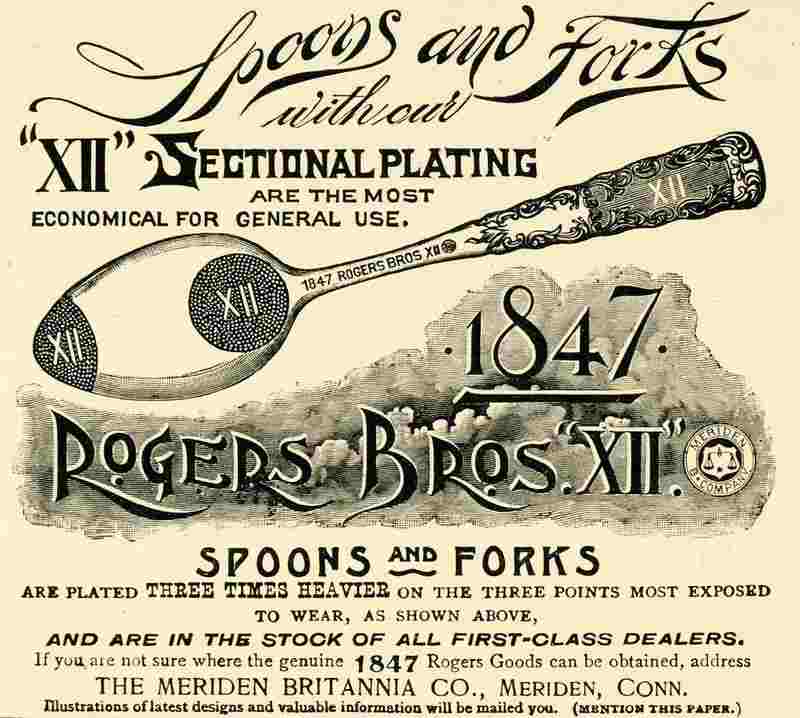 Spoons and Forks
with our
"XII" SECTIONAL PLATING
ARE THE MOST
ECONOMICAL FOR GENERAL USE.
XII
1847 ROGERS BROS XII
XII
XII
·1847·
ROGERS BROS. "XII".
MERIDEN B. COMPANY
SPOONS AND FORKS
ARE PLATED THREE TIMES HEAVIER ON THE THREE POINTS MOST EXPOSED
TO WEAR, AS SHOWN ABOVE,
AND ARE IN THE STOCK OF ALL FIRST-CLASS DEALERS.
If you are not sure where the genuine 1847 Rogers Goods can be obtained, address
THE MERIDEN BRITANNIA CO., MERIDEN, CONN.
Illustrations of latest designs and valuable information will be mailed you. (MENTION THIS PAPER.)